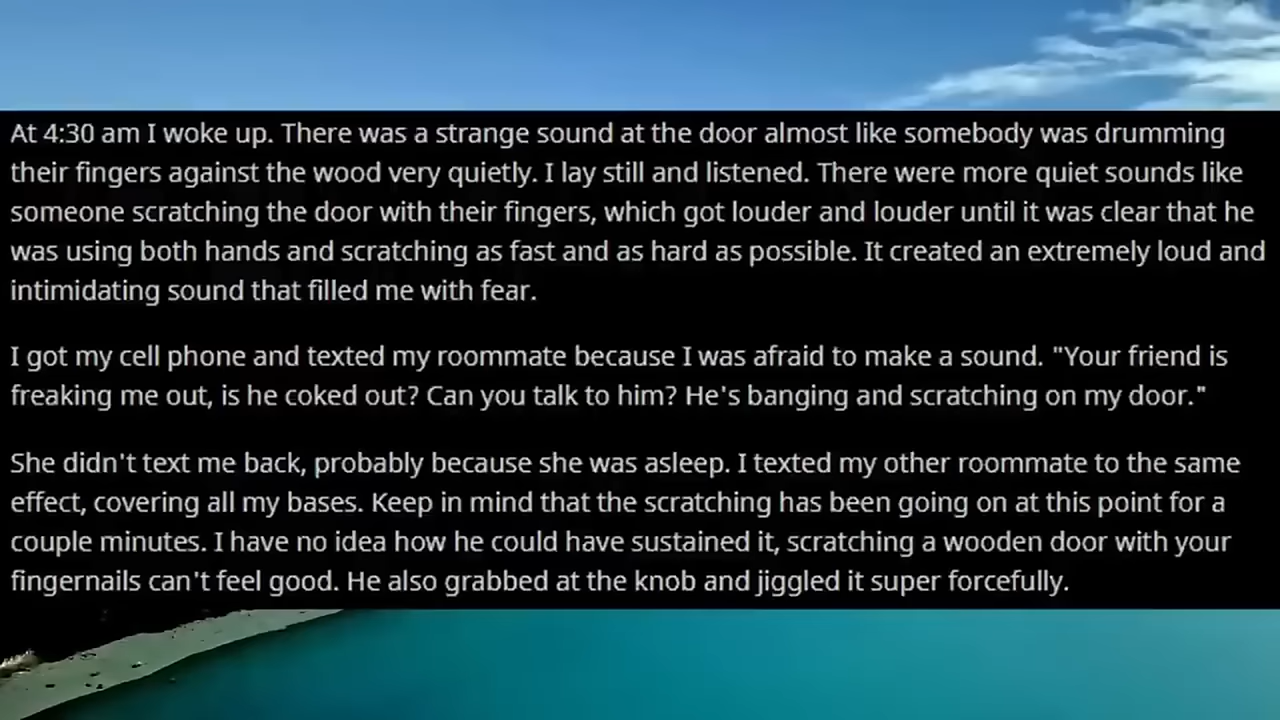 At 4:30 am I woke up. There was a strange sound at the door almost like somebody was drumming
their fingers against the wood very quietly. I lay still and listened. There were more quiet sounds like
someone scratching the door with their fingers, which got louder and louder until it was clear that he
was using both hands and scratching as fast and as hard as possible. It created an extremely loud and
intimidating sound that filled me with fear.
I got my cell phone and texted my roommate because I was afraid to make a sound. "Your friend is
freaking me out, is he coked out? Can you talk to him? He's banging and scratching on my door."
She didn't text me back, probably because she was asleep. I texted my other roommate to the same
effect, covering all my bases. Keep in mind that the scratching has been going on at this point for a
couple minutes. I have no idea how he could have sustained it, scratching a wooden door with your
fingernails can't feel good. He also grabbed at the knob and jiggled it super forcefully.